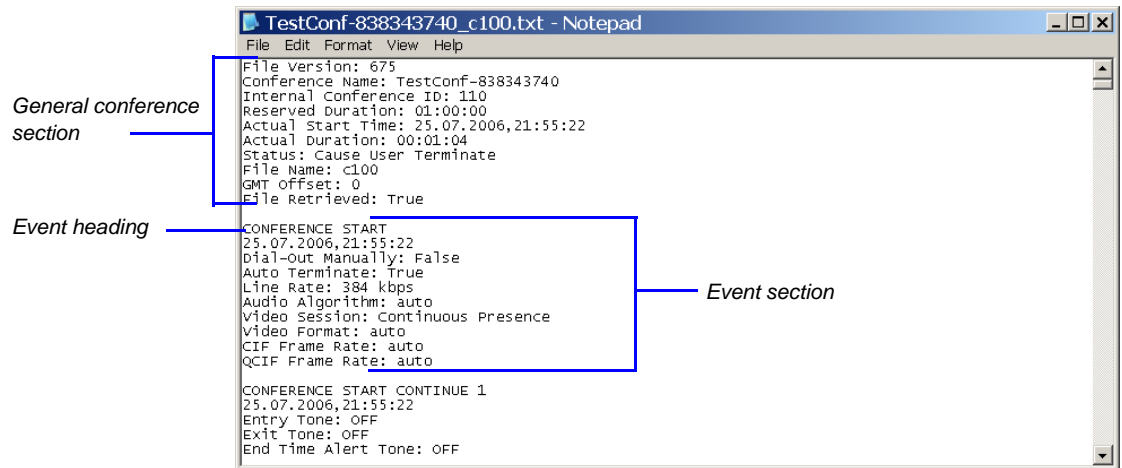 TestConf-838343740_c100.txt - Notepad
File Edit Format View Help
File Version: 675
Conference Name: TestConf-838343740
Internal Conference ID: 110
Reserved Duration: 01:00:00
Actual Start Time: 25.07.2006,21:55:22
Actual Duration: 00:01:04
Status: Cause User Terminate
File Name: c100
GMT Offset: 0
File Retrieved: True
General conference
section
Event heading
CONFERENCE START
25.07.2006,21:55:22
Dial-Out Manually: False
Auto Terminate: True
Line Rate: 384 kbps
Audio Algorithm: auto
Video Session: Continuous Presence
Video Format: auto
CIF Frame Rate: auto
QCIF Frame Rate: auto
Event section
CONFERENCE START CONTINUE 1
25.07.2006,21:55:22
Entry Tone: OFF
Exit Tone: OFF
End Time Alert Tone: OFF